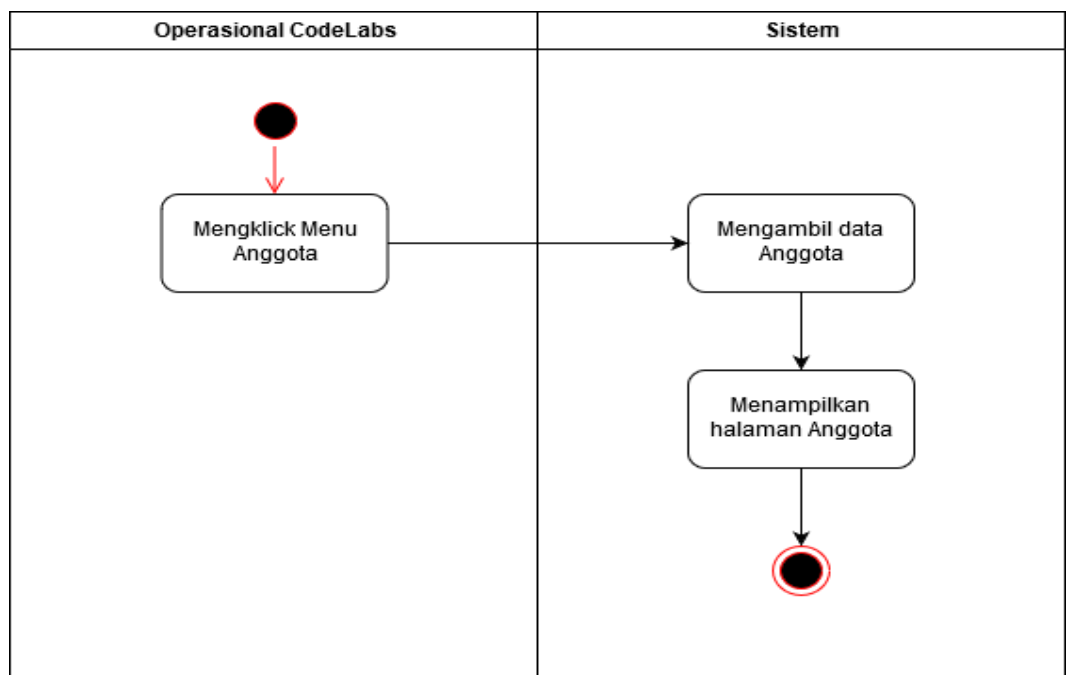 Operasional CodeLabs
Sistem
Mengklick Menu
Anggota
Mengambil data
Anggota
Menampilkan
halaman Anggota